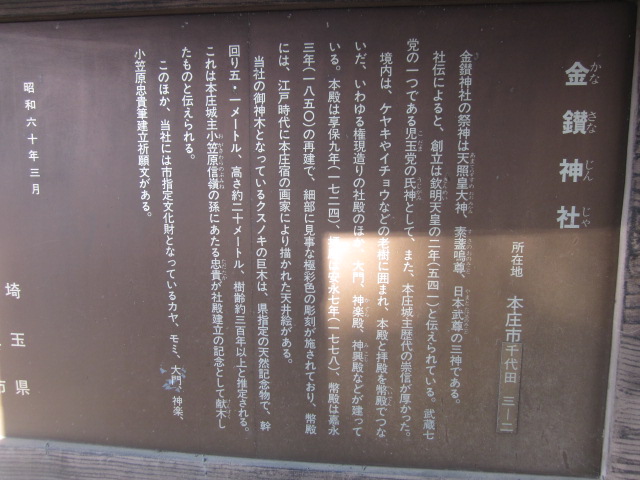 金鑚神社
かな さな じん じゃ
所在地 本庄市千代田 三―二
金鑚神社の祭神は天照皇大神、素盞嗚尊、日本武尊の三神である。
社伝によると、創立は欽明天皇の二年(五四一)と伝えられている。武蔵七
党の一つである児玉党の氏神として、また、本庄城主歴代の崇信が厚かった。
境内は、ケヤキやイチョウなどの老樹に囲まれ、本殿と拝殿を幣殿でつな
いだ、いわゆる権現造りの社殿のほか、大門、神楽殿、神輿殿などが建って
いる。本殿は享保九年(一七二四)、拝殿は安永七年(一七七八)、幣殿は嘉永
三年(一八五〇)の再建で、細部に見事な極彩色の彫刻が施されており、幣殿
には、江戸時代に本庄宿の画家により描かれた天井絵がある。
当社の御神木となっているクスノキの巨木は、県指定の天然記念物で、幹
回り五・一メートル、高さ約二十メートル、樹齢約三百年以上と推定される。
これは本庄城主小笠原信嶺の孫にあたる忠貴が社殿建立の記念として献木し
たものと伝えられる。
このほか、当社には市指定文化財となっているカヤ、モミ、大門、神楽、
小笠原忠貴筆建立祈願文がある。
昭和六十年三月
埼玉県
市